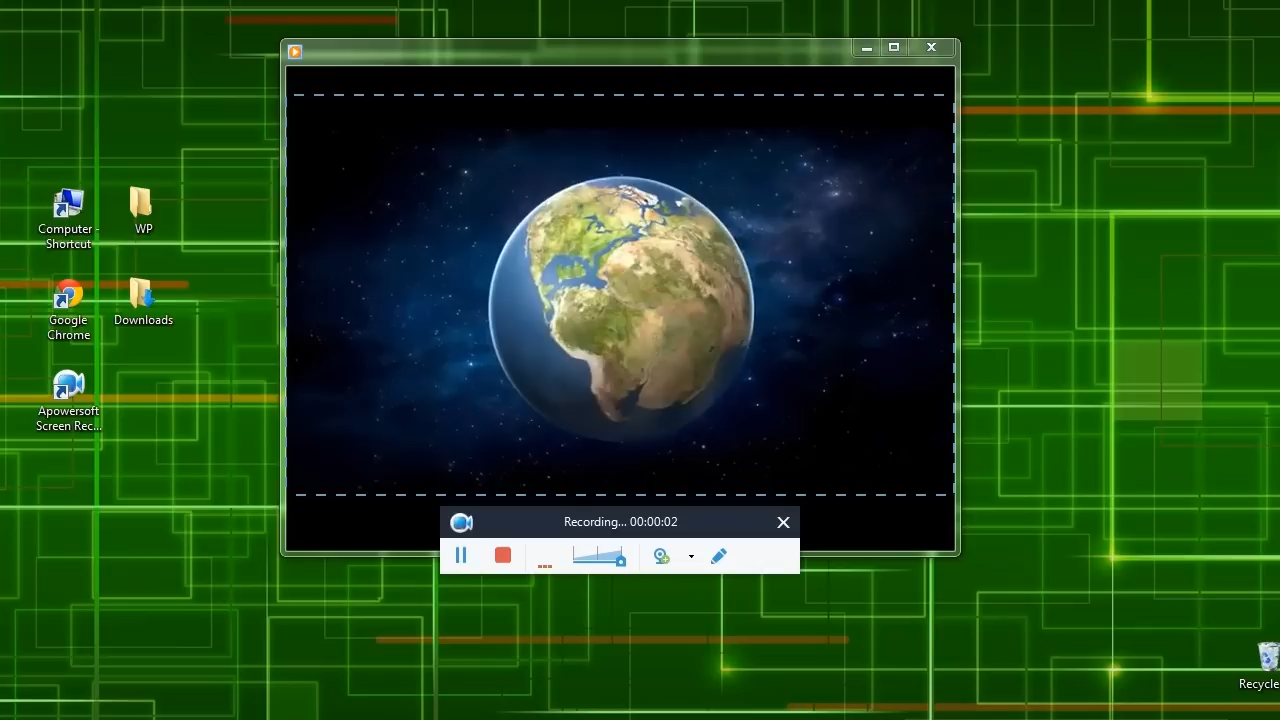 Computer -
Shortcut
WP
Google
Chrome
Downloads
Apowersoft
Screen Rec...
Recording... 00:00:02
Recycle